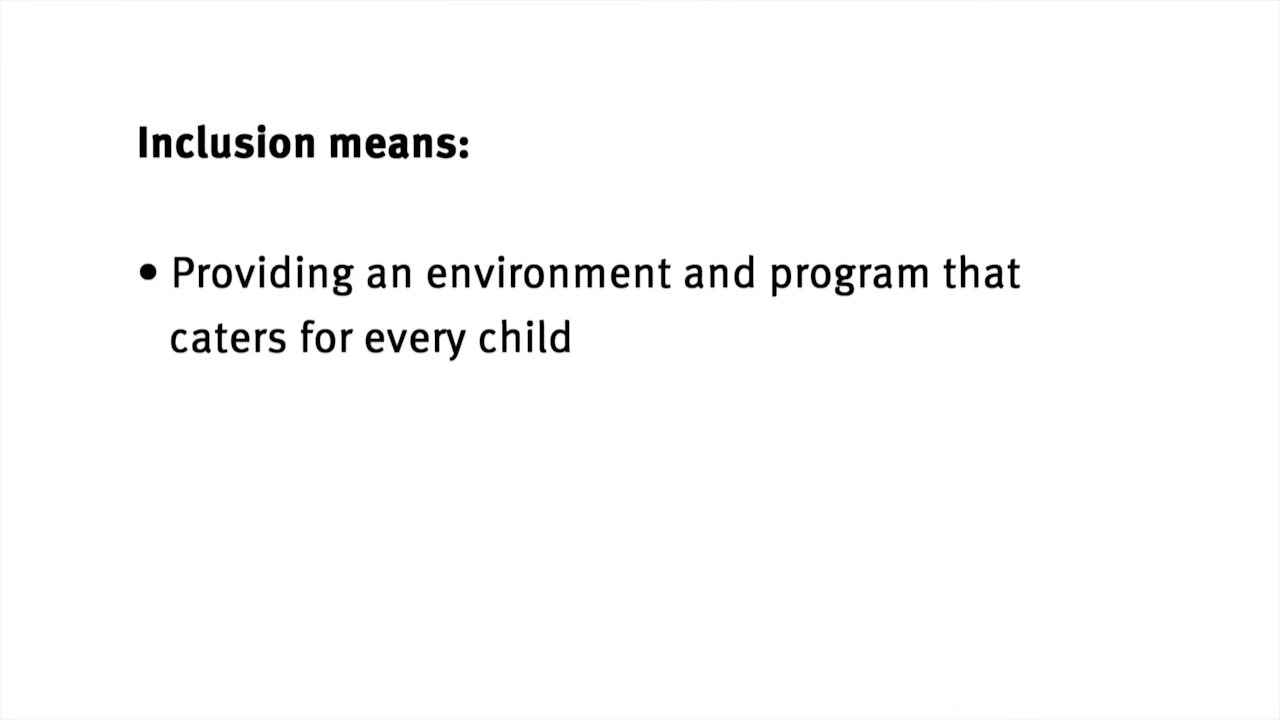 Inclusion means:
• Providing an environment and program that
caters for every child